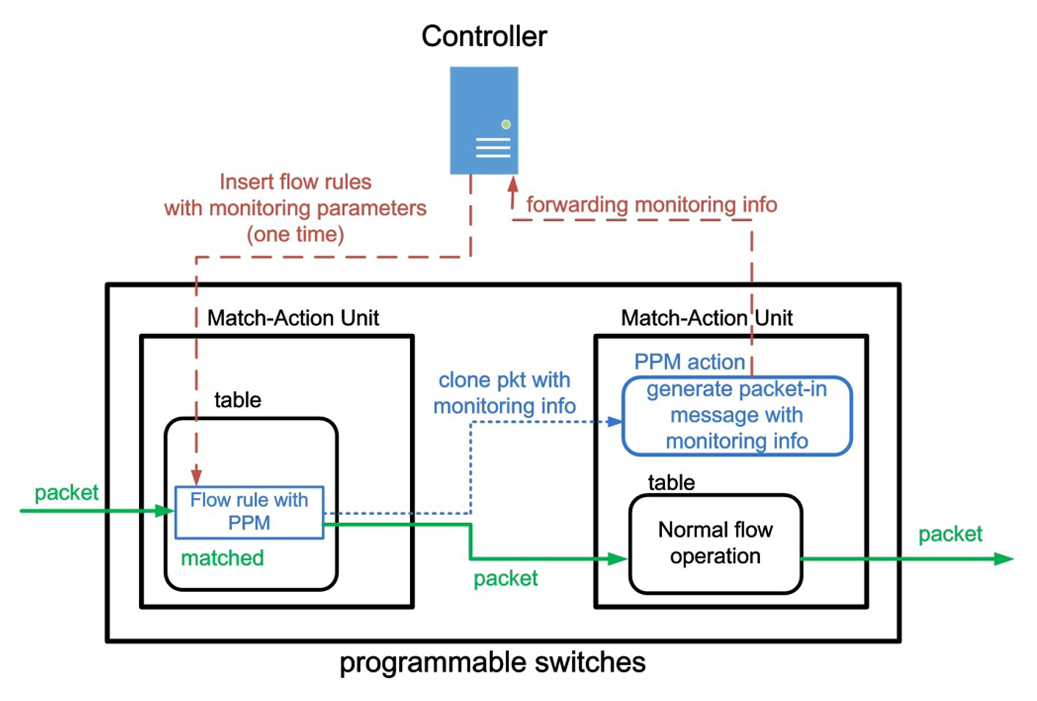 Controller
Insert flow rules
with monitoring parameters
(one time)
forwarding monitoring info
Match-Action Unit
Match-Action Unit
PPM action
generate packet-in
message with
monitoring info
clone pkt with
monitoring info
table
table
packet
Flow rule with
PPM
matched
Normal flow
operation
packet
packet
programmable switches